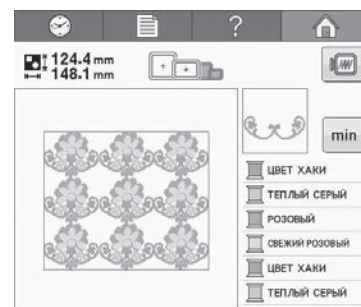 ?
124.4 mm
148.1 mm
min
ЦВЕТ ХАКИ
ТЕПЛЫЙ СЕРЫЙ
РОЗОВЫЙ
СВЕЖИЙ РОЗОВЫЙ
ЦВЕТ ХАКИ
ТЕПЛЫЙ СЕРЫЙ